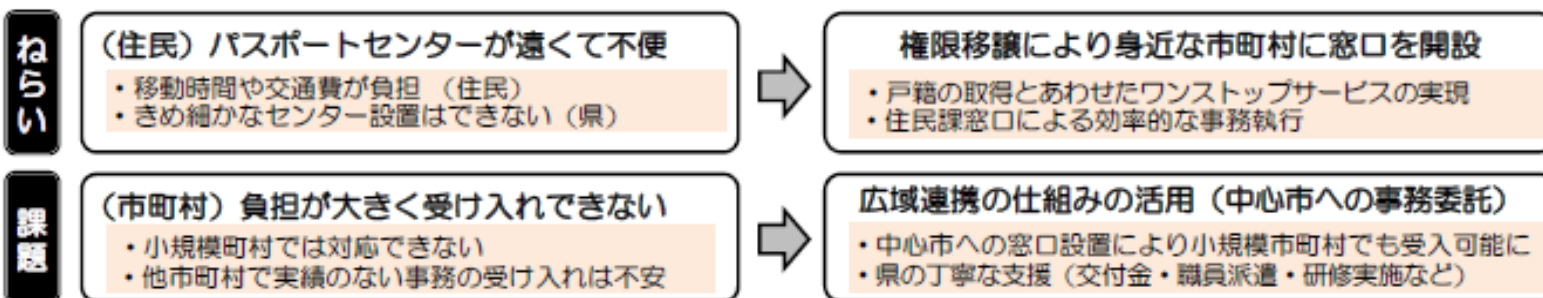 ねらい
（住民）パスポートセンターが遠くて不便
・移動時間や交通費が負担 （住民）
・きめ細かなセンター設置はできない（県）
権限移譲により身近な市町村に窓口を開設
・戸籍の取得とあわせたワンストップサービスの実現
・住民課窓口による効率的な事務執行
課題
（市町村）負担が大きく受け入れできない
・小規模町村では対応できない
・他市町村で実績のない事務の受け入れは不安
広域連携の仕組みの活用（中心市への事務委託）
・中心市への窓口設置により小規模市町村でも受入可能に
・県の丁寧な支援（交付金・職員派遣・研修実施など）